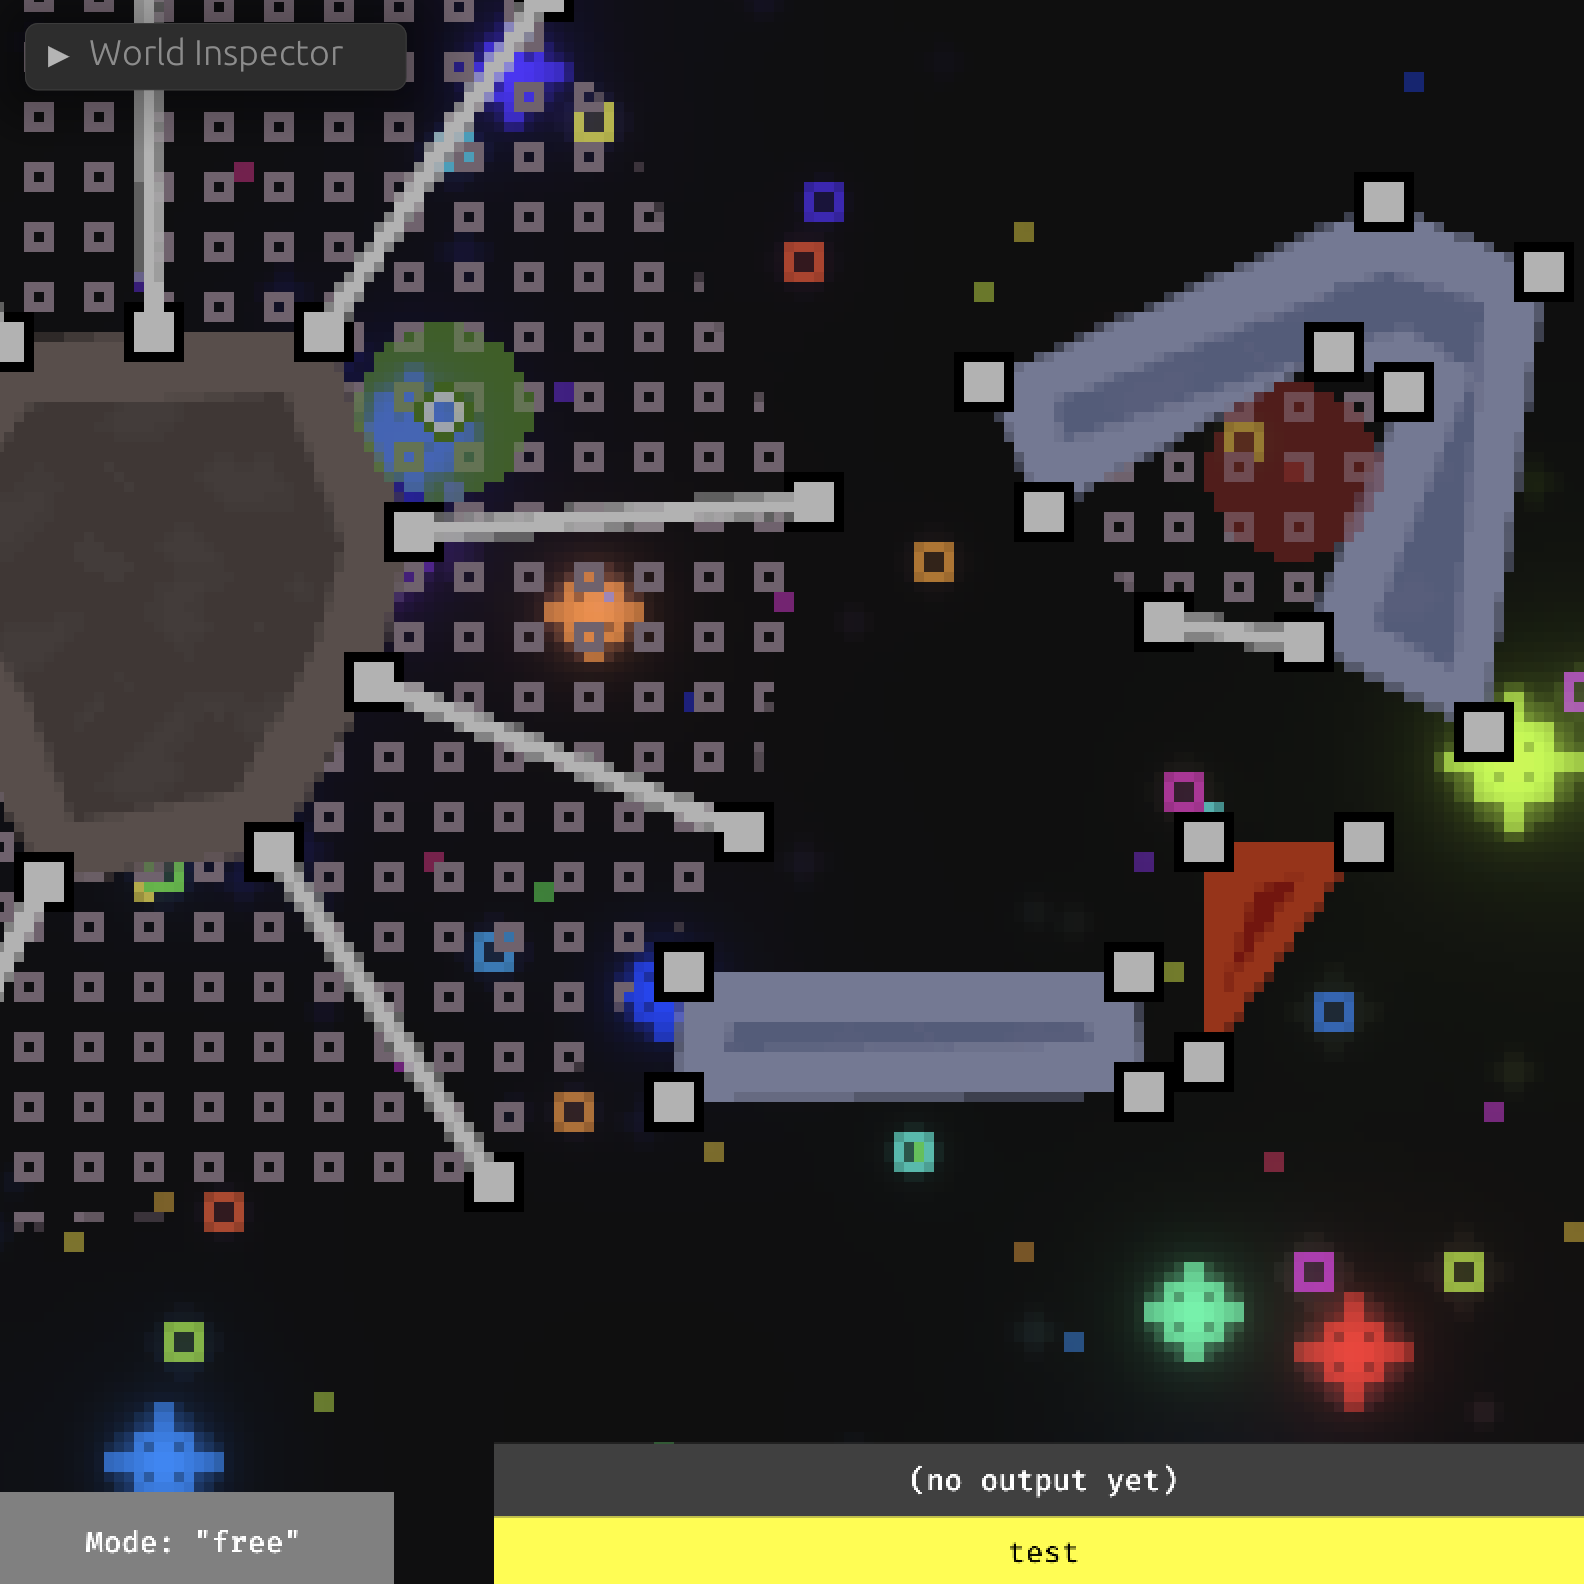 ▶ World Inspector
(no output yet)
Mode: "free"
test